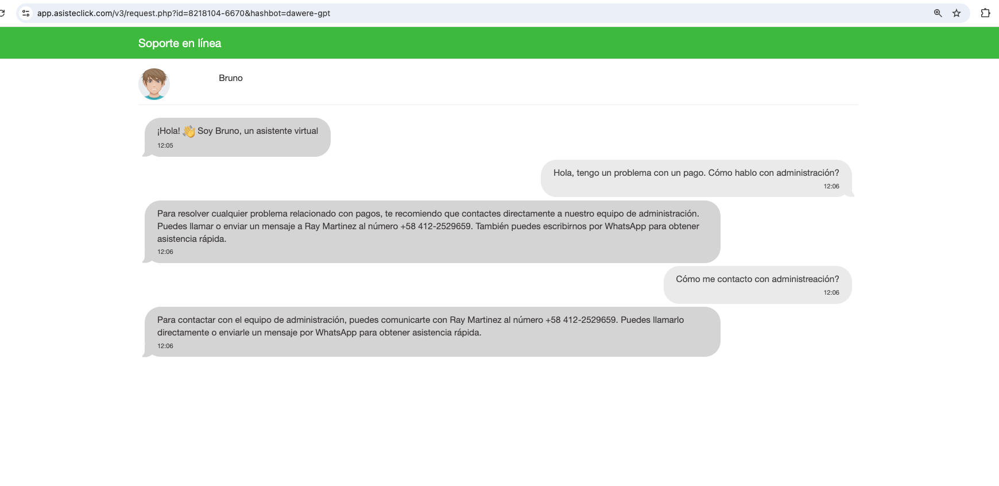 app.asisteclick.com/v3/request.php?id=8218104-6670&hashbot=dawere-gpt
Soporte en línea
Bruno
¡Hola! 👋 Soy Bruno, un asistente virtual
12:05
Hola, tengo un problema con un pago. Cómo hablo con administración?
12:06
Para resolver cualquier problema relacionado con pagos, te recomiendo que contactes directamente a nuestro equipo de administración.
Puedes llamar o enviar un mensaje a Ray Martinez al número +58 412-2529659. También puedes escribirnos por WhatsApp para obtener
asistencia rápida.
12:06
Cómo me contacto con administreación?
12:06
Para contactar con el equipo de administración, puedes comunicarte con Ray Martinez al número +58 412-2529659. Puedes llamarlo
directamente o enviarle un mensaje por WhatsApp para obtener asistencia rápida.
12:06